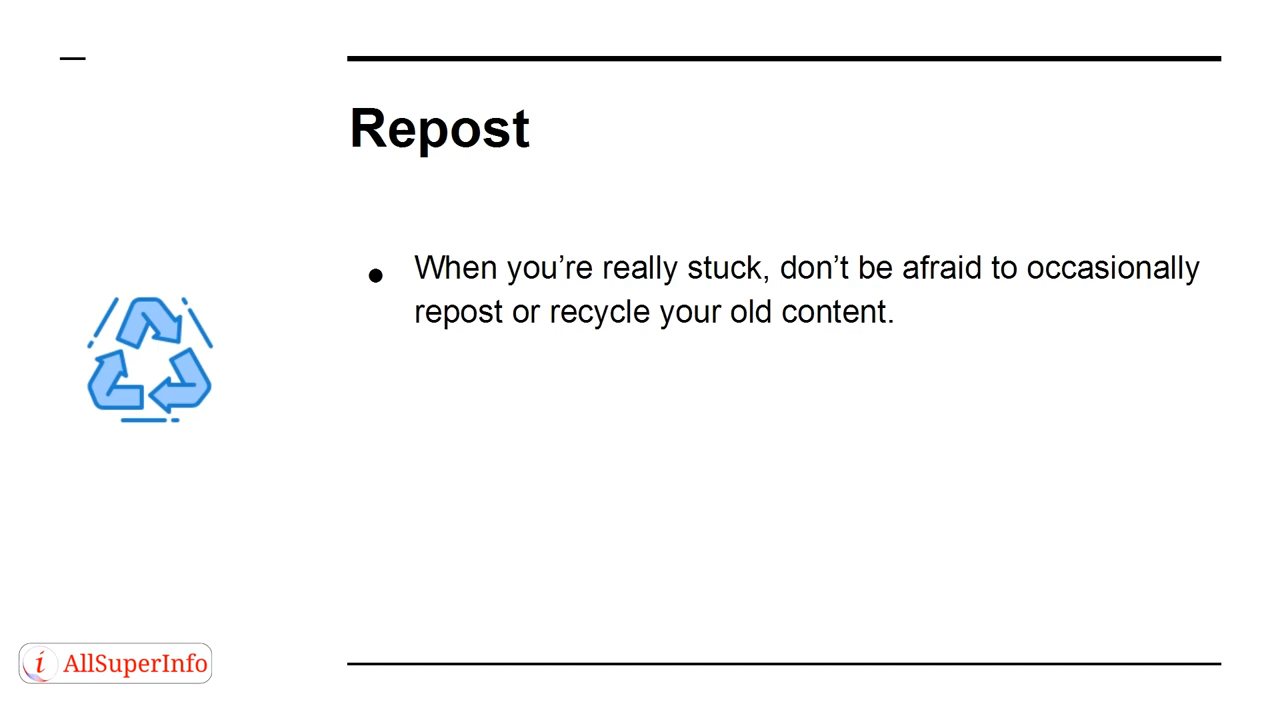 Repost
● When you’re really stuck, don’t be afraid to occasionally
repost or recycle your old content.
i AllSuperInfo